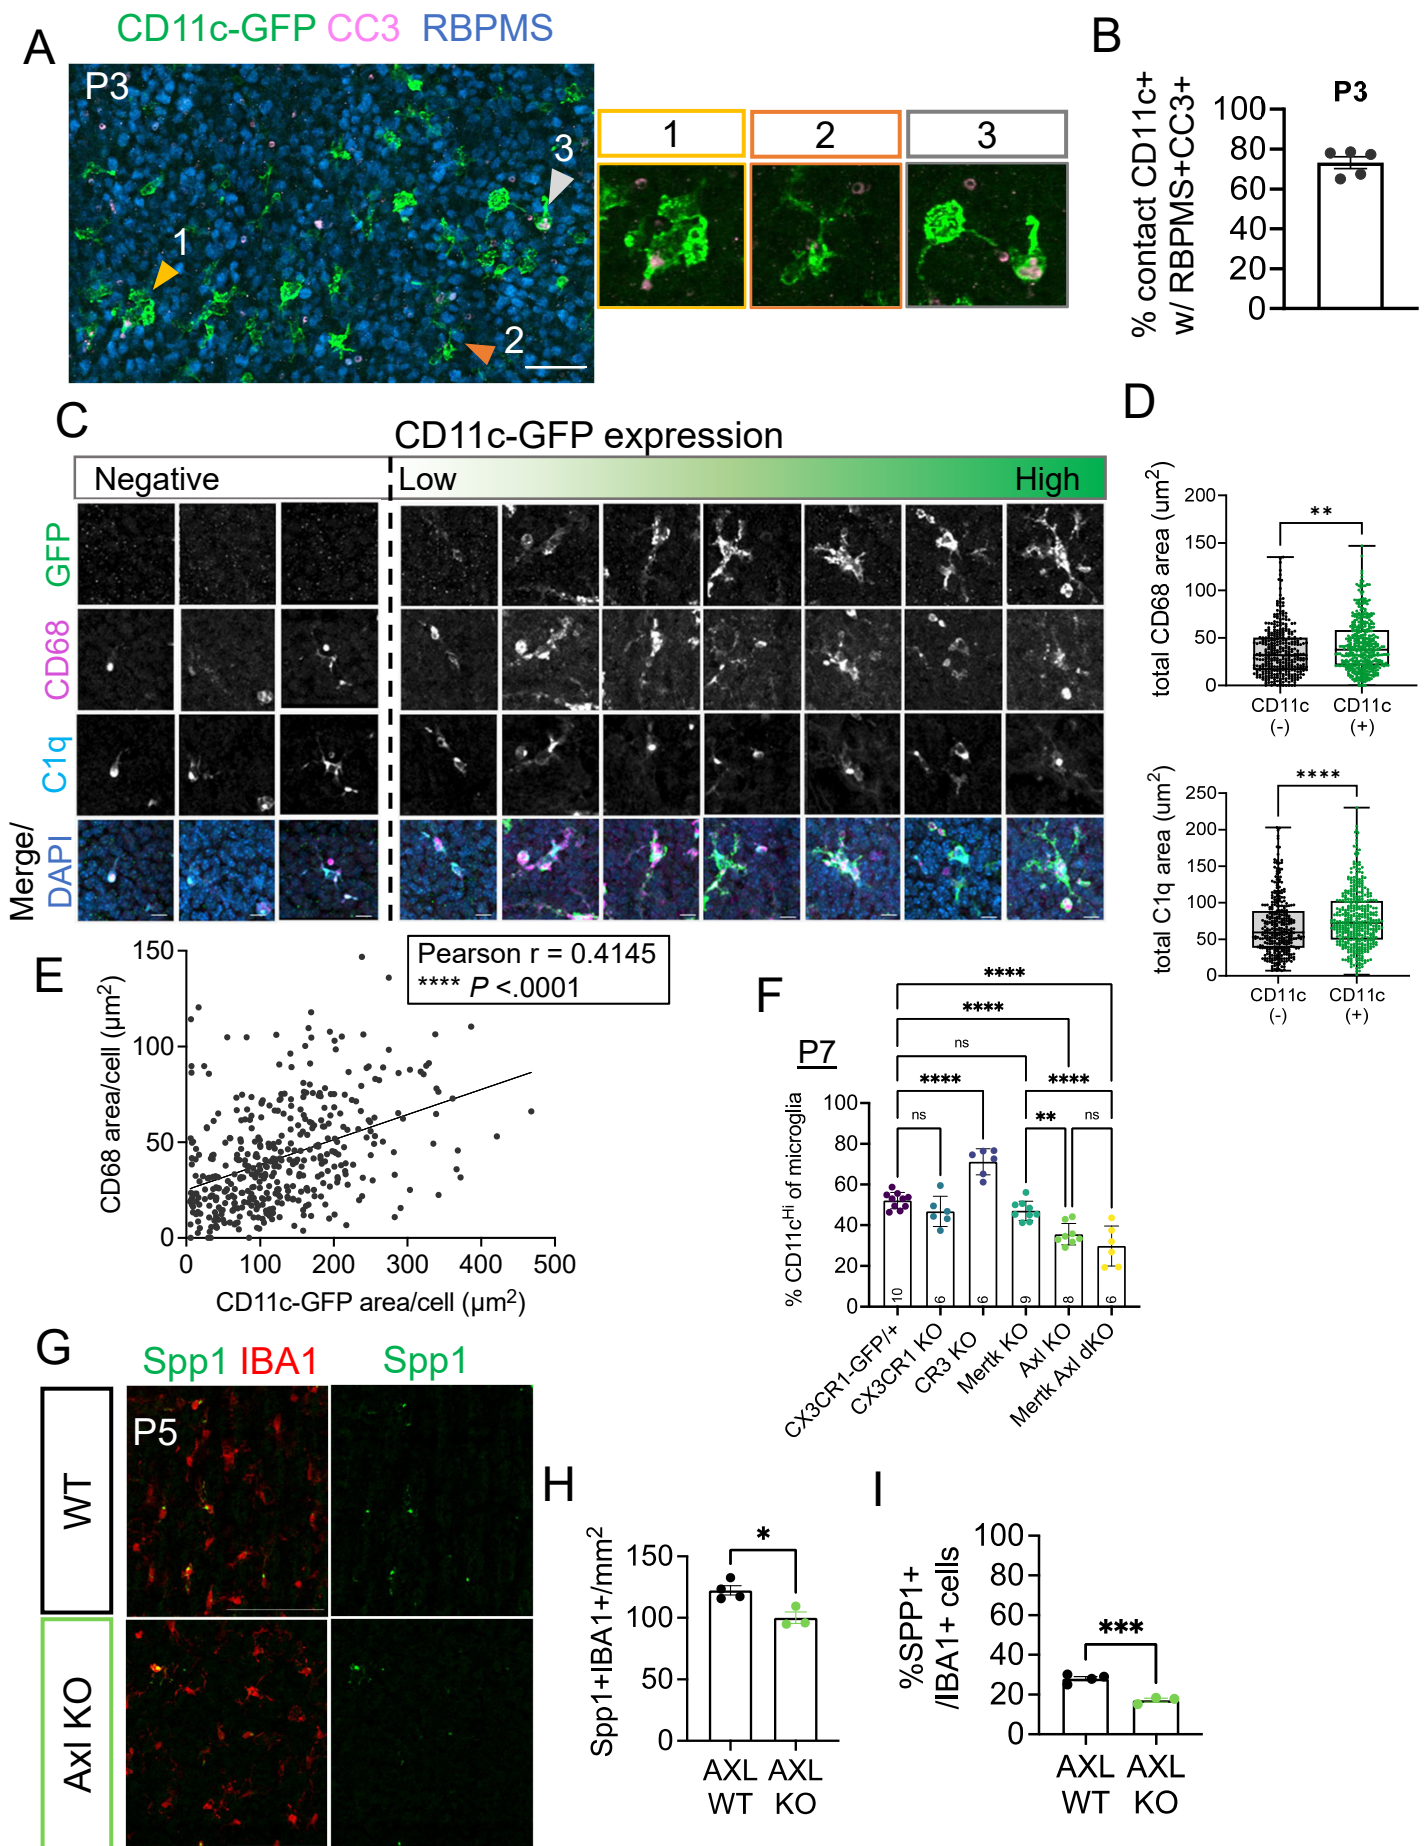 A
CD11c-GFP CC3 RBPMS
P3
1
2
3
1
2
3
B
P3
% contact CD11c+
w/ RBPMS+CC3+
100
80
60
40
20
0
C
CD11c-GFP expression
Negative
Low
High
GFP
CD68
C1q
Merge/
DAPI
D
total CD68 area (um²)
200
150
100
50
0
**
CD11c
(-)
CD11c
(+)
total C1q area (um²)
250
200
150
100
50
0
****
CD11c
(-)
CD11c
(+)
E
Pearson r = 0.4145
**** P <.0001
CD68 area/cell (µm²)
150
100
50
0
0 100 200 300 400 500
CD11c-GFP area/cell (µm²)
F
P7
****
****
ns
****
****
ns
**
ns
% CD11cHi of microglia
100
80
60
40
20
0
10
6
6
9
8
6
CX3CR1-GFP/+
CX3CR1 KO
CR3 KO
Mertk KO
Axl KO
Mertk Axl dKO
G
Spp1 IBA1
Spp1
P5
WT
Axl KO
H
Spp1+IBA1+/mm²
150
100
50
0
*
AXL
WT
AXL
KO
I
%SPP1+
/IBA1+ cells
100
80
60
40
20
0
***
AXL
WT
AXL
KO